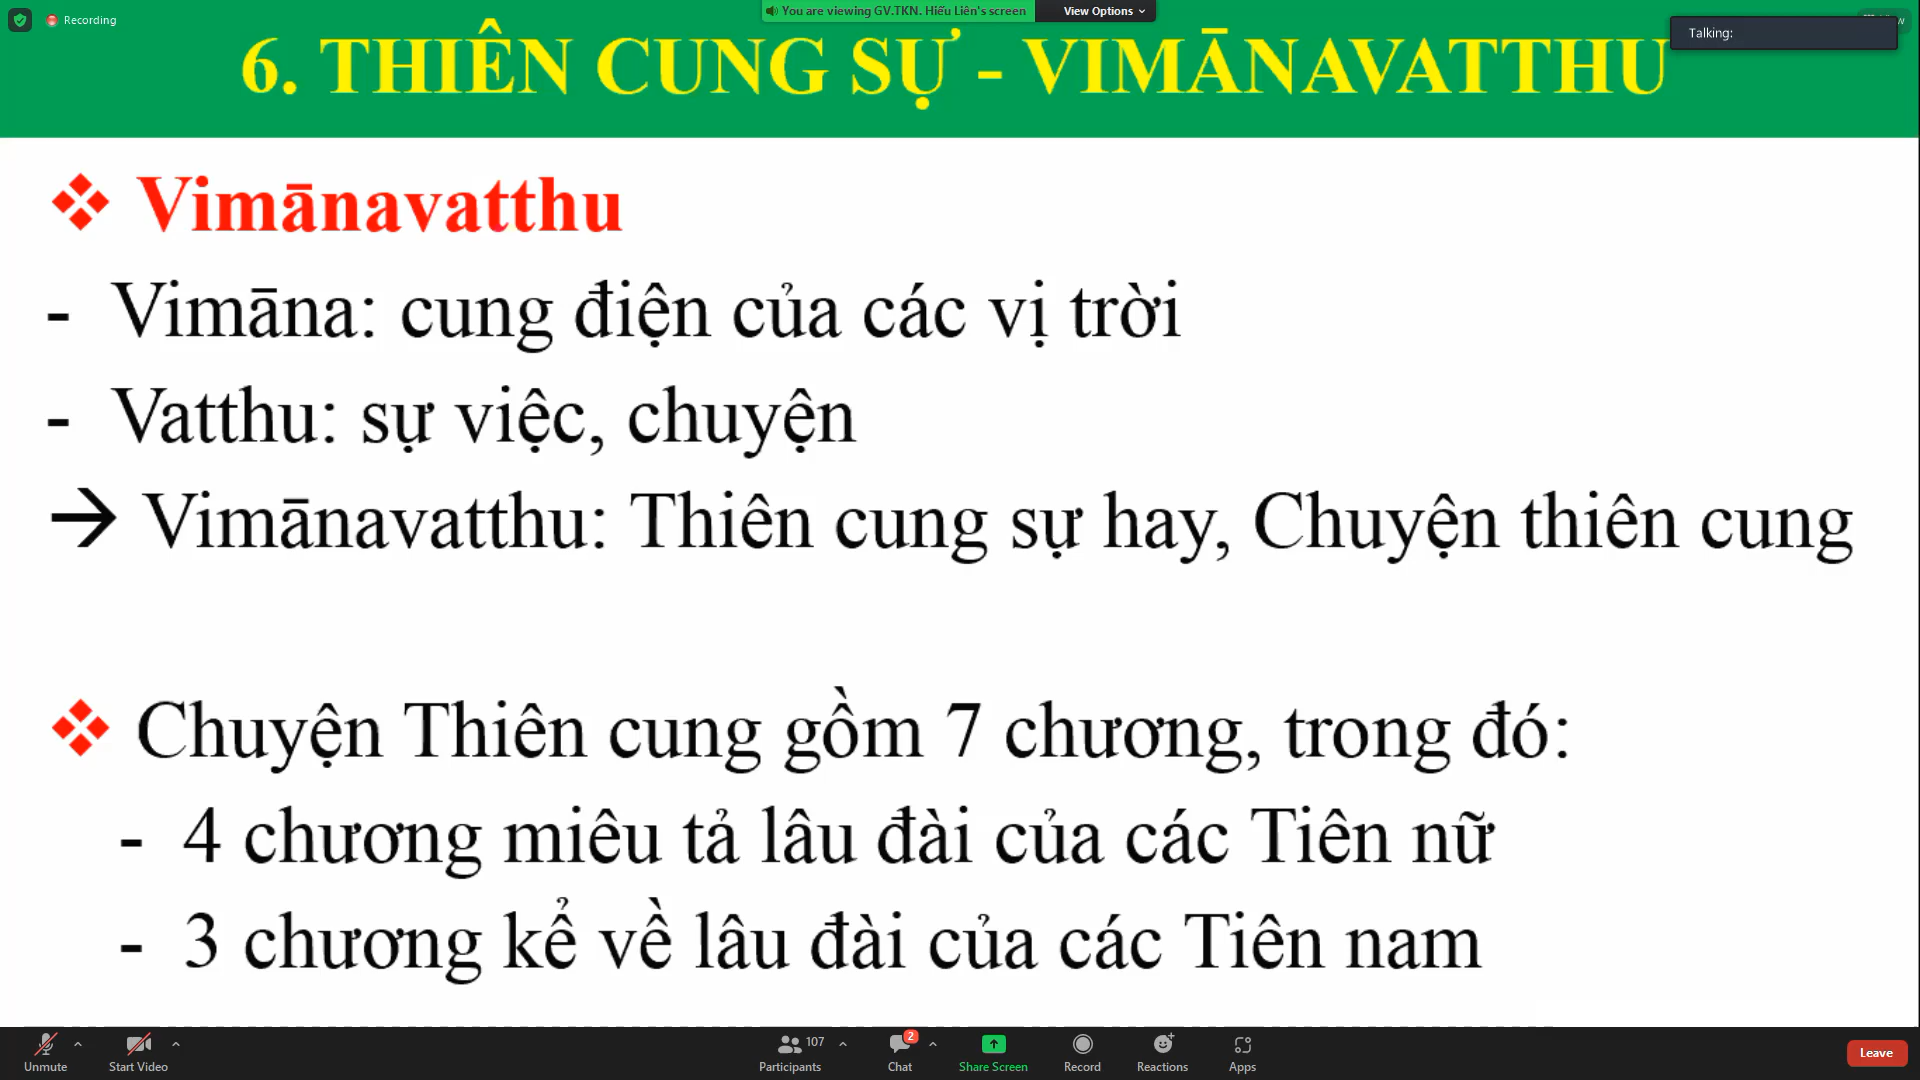 Recording
You are viewing GV.TKN. Hiếu Liên's screen
View Options
Talking:
6. THIÊN CUNG SỰ - VIMĀNAVATTHU
❖ Vimānavatthu
- Vimāna: cung điện của các vị trời
- Vatthu: sự việc, chuyện
→ Vimānavatthu: Thiên cung sự hay, Chuyện thiên cung
❖ Chuyện Thiên cung gồm 7 chương, trong đó:
- 4 chương miêu tả lâu đài của các Tiên nữ
- 3 chương kể về lâu đài của các Tiên nam
Unmute
Start Video
107
Participants
2
Chat
Share Screen
Record
Reactions
Apps
Leave